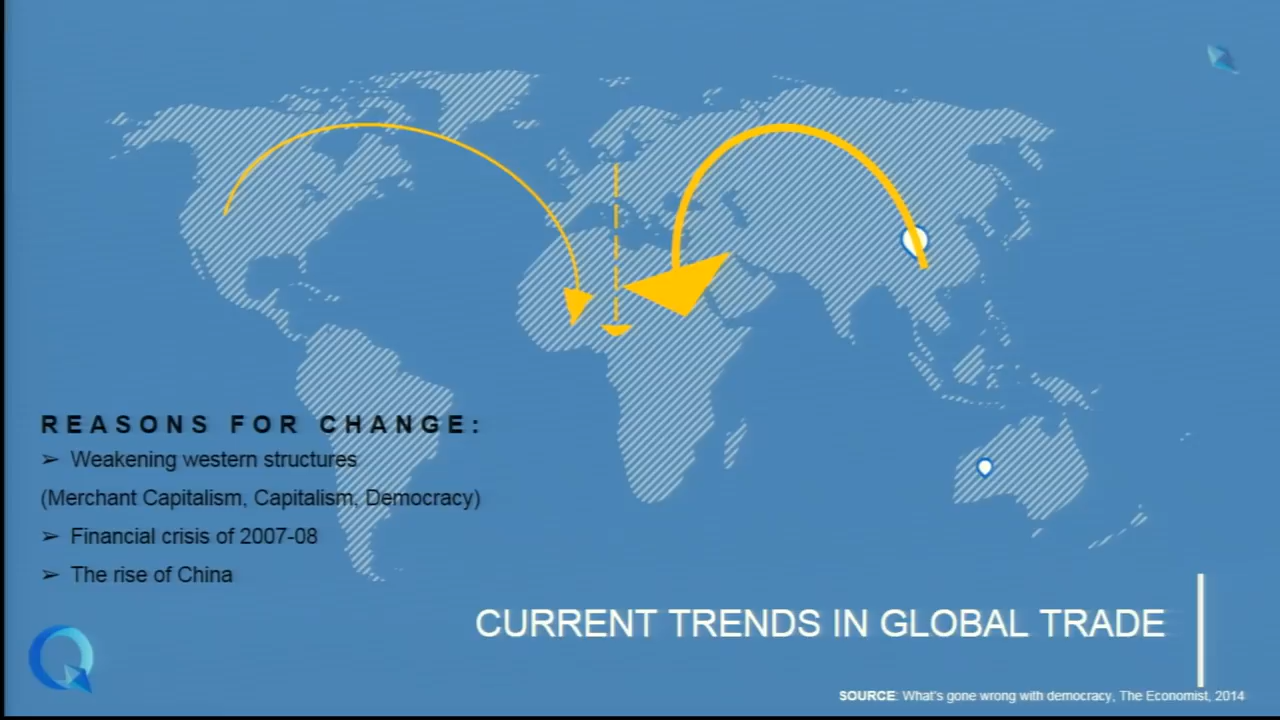 REASONS FOR CHANGE:
➢ Weakening western structures
(Merchant Capitalism, Capitalism, Democracy)
➢ Financial crisis of 2007-08
➢ The rise of China
CURRENT TRENDS IN GLOBAL TRADE
SOURCE: What's gone wrong with democracy, The Economist, 2014